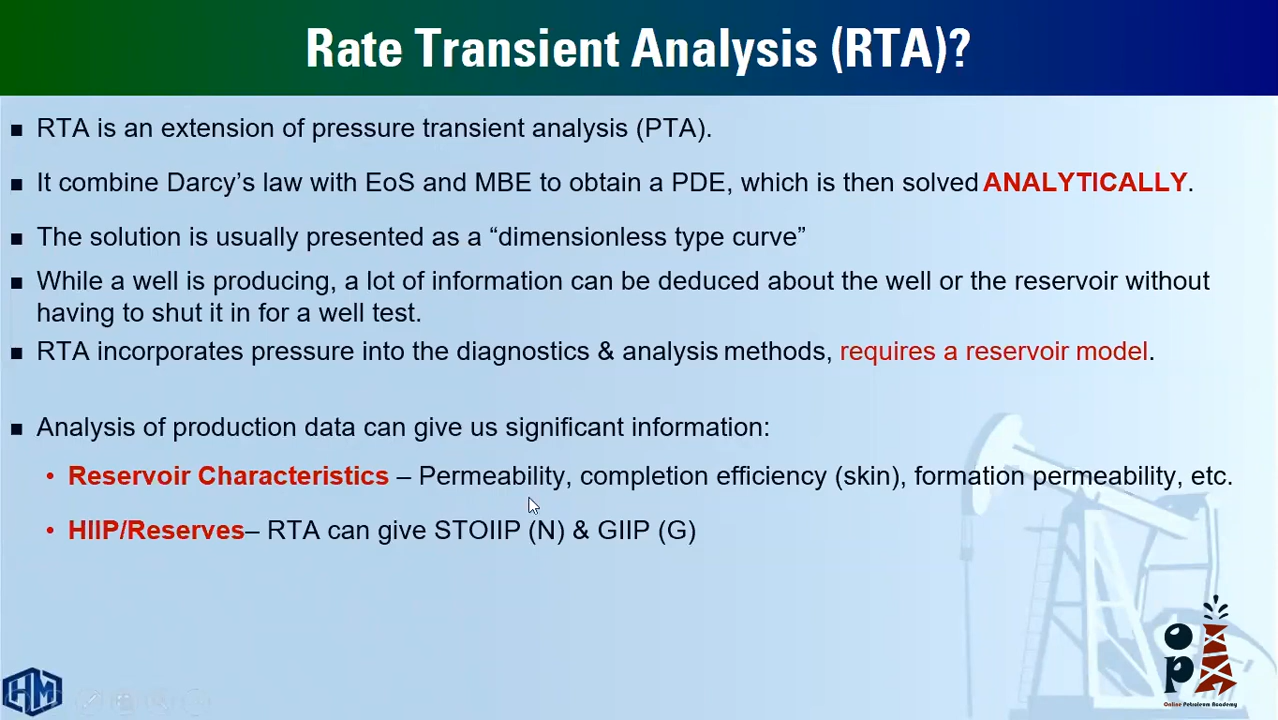 Rate Transient Analysis (RTA)?
▪ RTA is an extension of pressure transient analysis (PTA).
▪ It combine Darcy's law with EoS and MBE to obtain a PDE, which is then solved ANALYTICALLY.
▪ The solution is usually presented as a “dimensionless type curve”
▪ While a well is producing, a lot of information can be deduced about the well or the reservoir without
having to shut it in for a well test.
▪ RTA incorporates pressure into the diagnostics & analysis methods, requires a reservoir model.
▪ Analysis of production data can give us significant information:
• Reservoir Characteristics – Permeability, completion efficiency (skin), formation permeability, etc.
• HIIP/Reserves– RTA can give STOIIP (N) & GIIP (G)
HM
OPA
Online Petroleum Academy